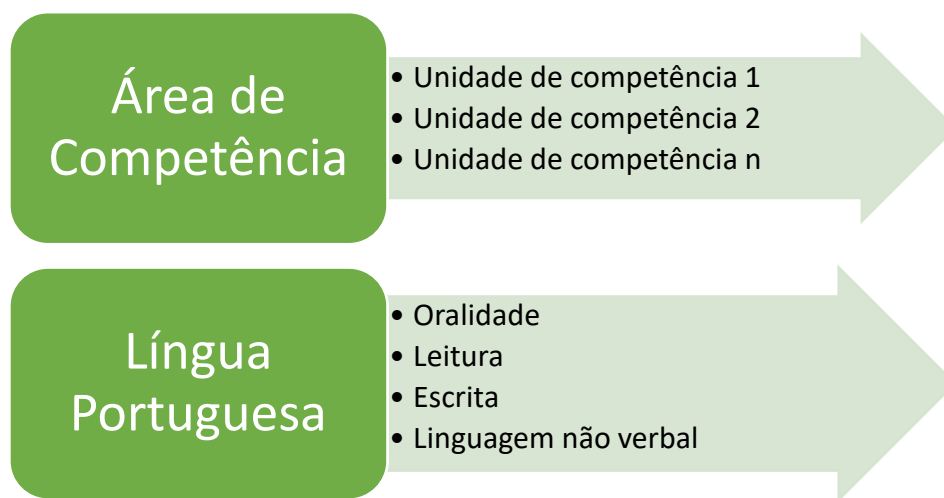 Área de
Competência
• Unidade de competência 1
• Unidade de competência 2
• Unidade de competência n
Língua
Portuguesa
• Oralidade
• Leitura
• Escrita
• Linguagem não verbal